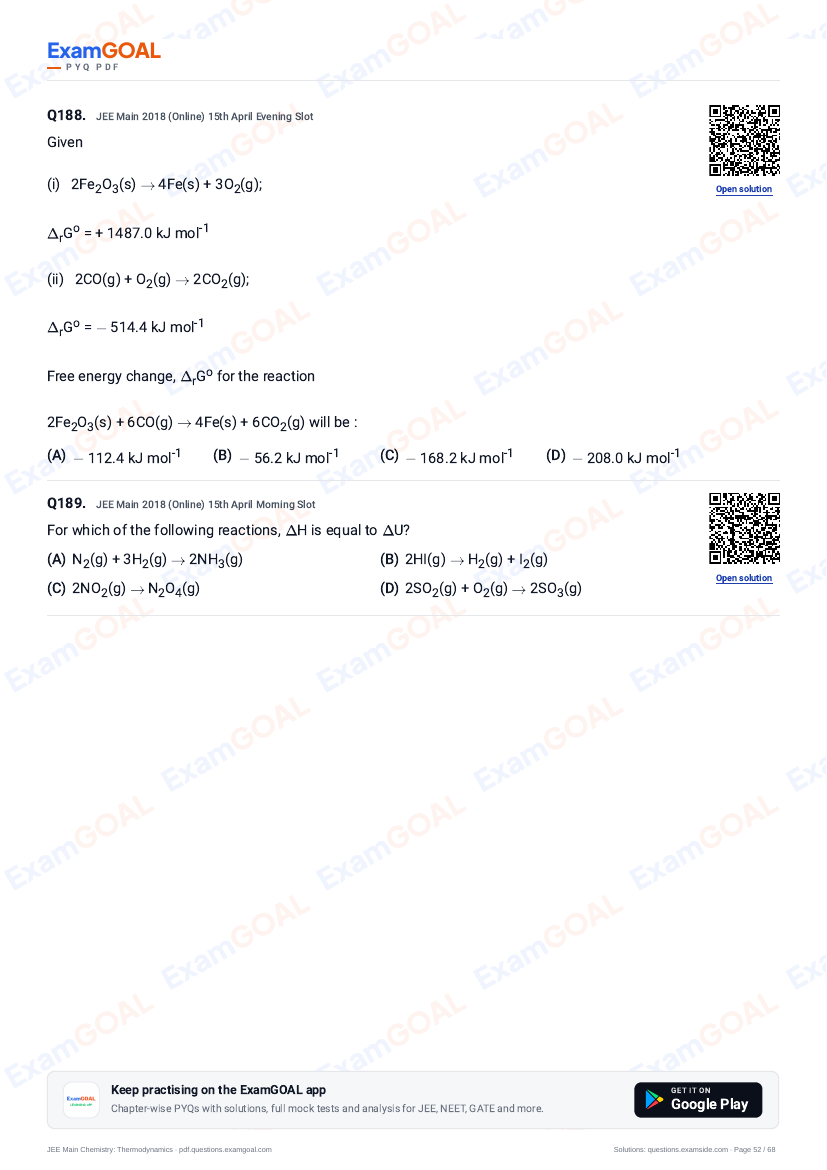 ExamGOAL
PYQ PDF
Q188. JEE Main 2018 (Online) 15th April Evening Slot
Given
(i) 2Fe₂O₃(s) → 4Fe(s) + 3O₂(g);
ΔᵣGº = + 1487.0 kJ mol⁻¹
(ii) 2CO(g) + O₂(g) → 2CO₂(g);
ΔᵣGº = − 514.4 kJ mol⁻¹
Free energy change, ΔᵣGº for the reaction
2Fe₂O₃(s) + 6CO(g) → 4Fe(s) + 6CO₂(g) will be :
(A) − 112.4 kJ mol⁻¹ (B) − 56.2 kJ mol⁻¹ (C) − 168.2 kJ mol⁻¹ (D) − 208.0 kJ mol⁻¹
Open solution
Q189. JEE Main 2018 (Online) 15th April Morning Slot
For which of the following reactions, ΔH is equal to ΔU?
(A) N₂(g) + 3H₂(g) → 2NH₃(g) (B) 2HI(g) → H₂(g) + I₂(g)
(C) 2NO₂(g) → N₂O₄(g) (D) 2SO₂(g) + O₂(g) → 2SO₃(g)
Open solution
Keep practising on the ExamGOAL app
Chapter-wise PYQs with solutions, full mock tests and analysis for JEE, NEET, GATE and more.
GET IT ON
Google Play
JEE Main Chemistry: Thermodynamics · pdf.questions.examgoal.com
Solutions: questions.examside.com · Page 52 / 68